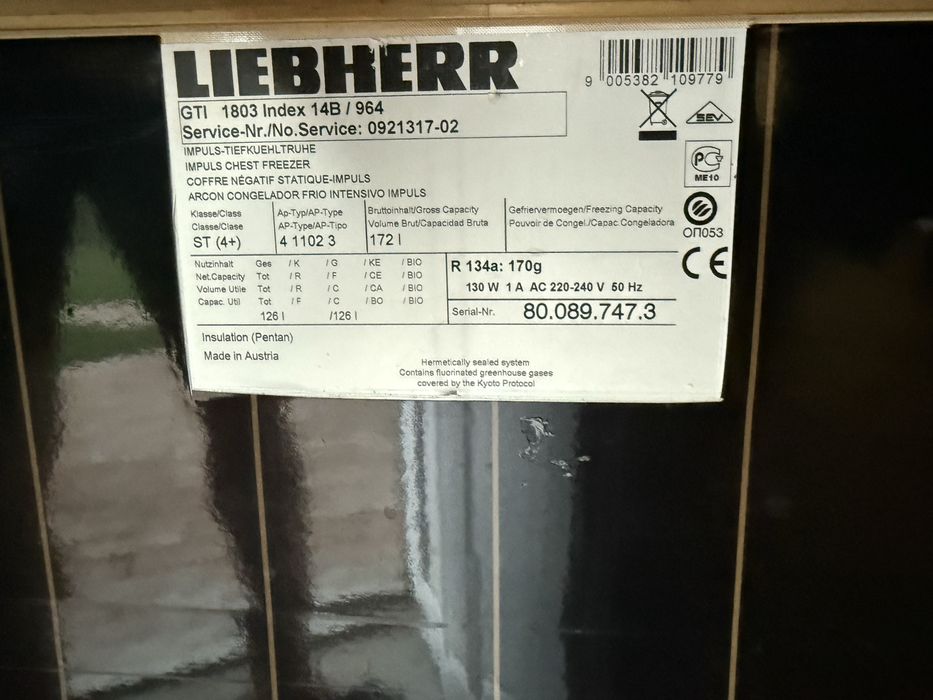 LIEBHERR
9 005382 109779
GTI 1803 Index 14B / 964
Service-Nr./No.Service: 0921317-02
SEV
IMPULS-TIEFKUEHLTRUHE
IMPULS CHEST FREEZER
COFFRE NÉGATIF STATIQUE-IMPULS
ARCON CONGELADOR FRIO INTENSIVO IMPULS
PC
ME10
Klasse/Class Ap-Typ/AP-Type Bruttoinhalt/Gross Capacity Gefriervermoegen/Freezing Capacity
Classe/Clase AP-Type/AP-Tipo Volume Brut/Capacidad Bruta Pouvoir de Congel./Capac.Congeladora
ST (4+) 4 1102 3 172 l
ОП053
CE
Nutzinhalt Ges / K / G / KE / BIO
Net.Capacity Tot / R / F / CE / BIO
Volume Utile Tot / R / C / CA / BIO
Capac. Util Tot / F / C / BO / BIO
126 l /126 l
R 134a: 170g
130 W 1 A AC 220-240 V 50 Hz
Serial-Nr. 80.089.747.3
Insulation (Pentan)
Made in Austria
Hermetically sealed system
Contains fluorinated greenhouse gases
covered by the Kyoto Protocol